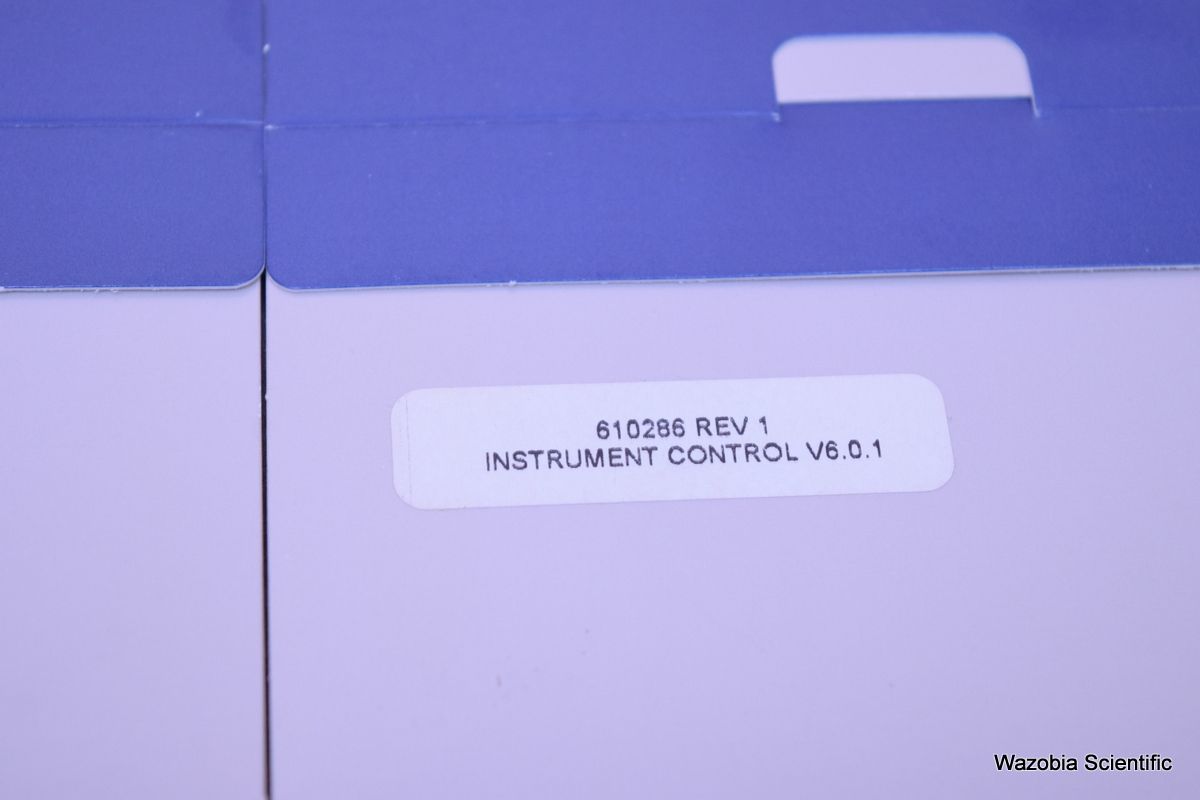 610286 REV 1
INSTRUMENT CONTROL V6.0.1
Wazobia Scientific